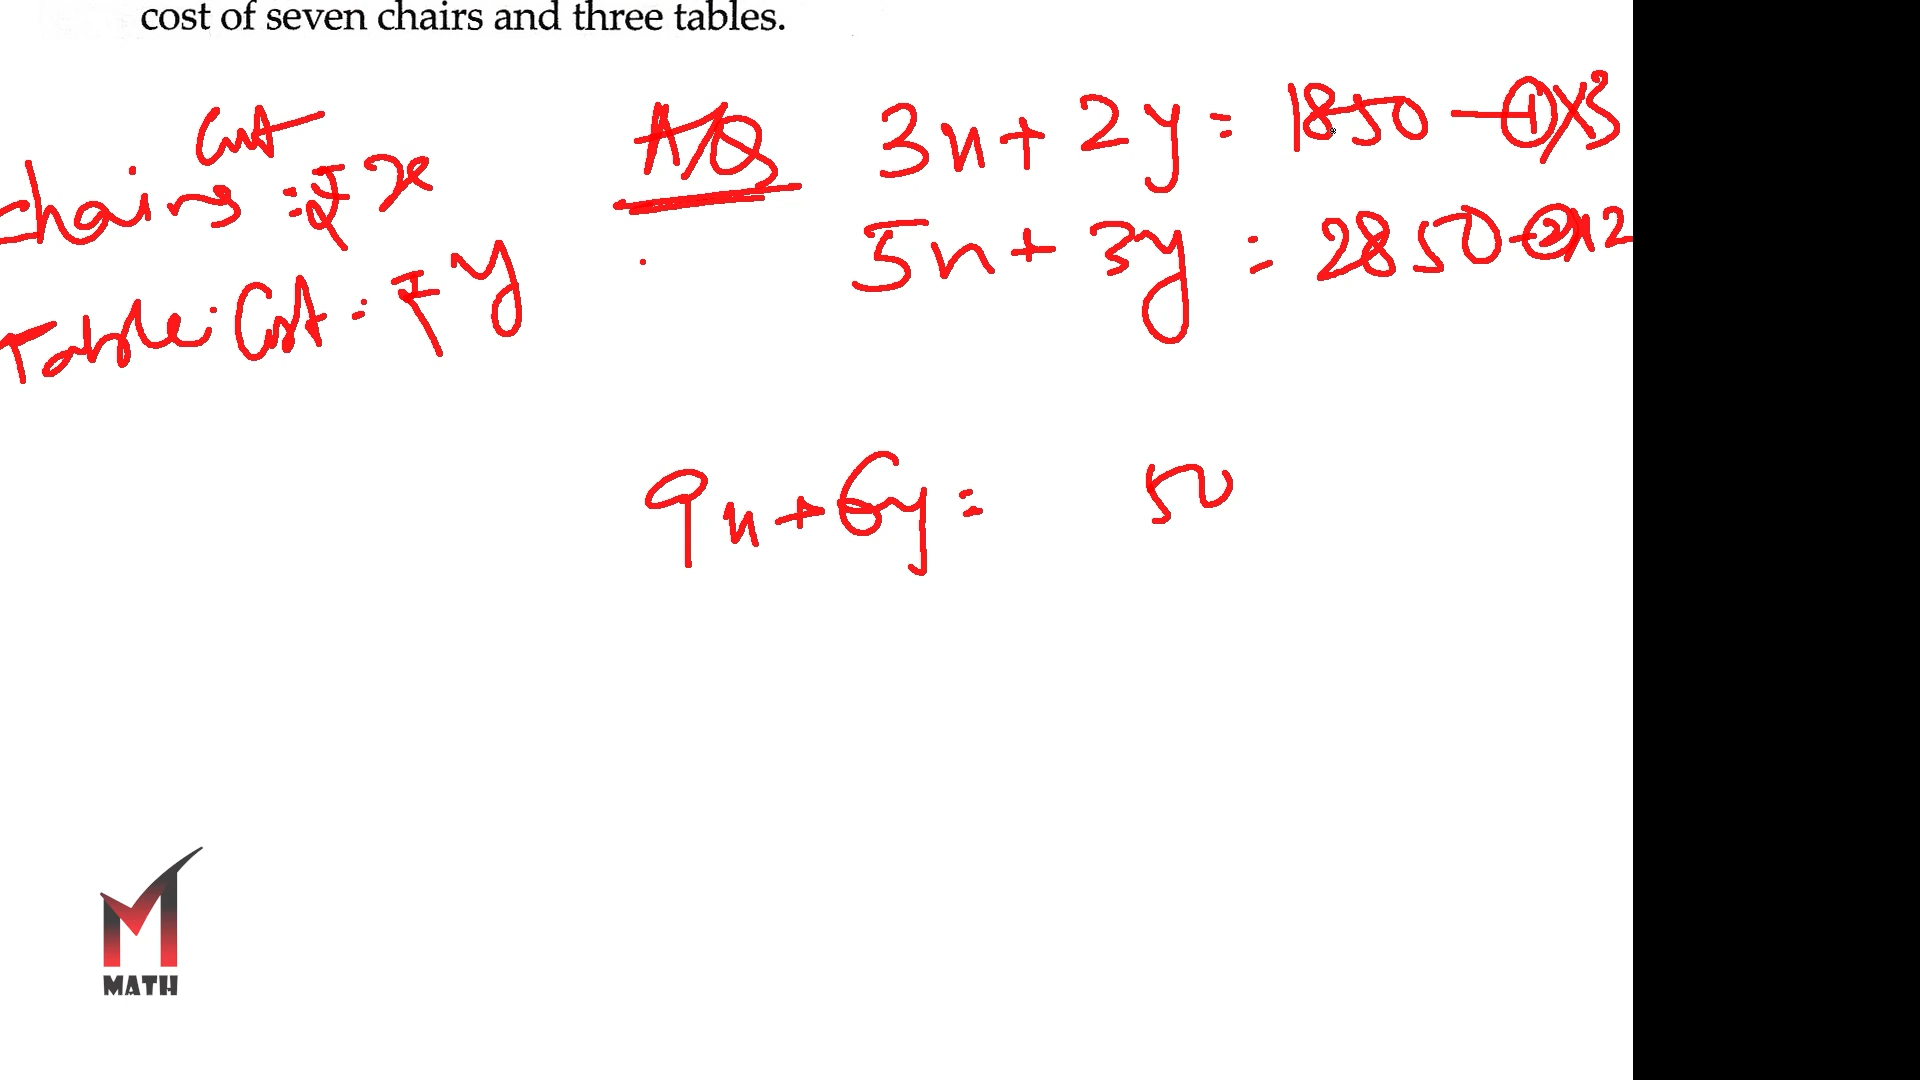 cost of seven chairs and three tables.
Cost
chairs = ₹ x
Table Cost = ₹ y
A/Q
3x + 2y = 1850 — ① × 3
5x + 3y = 2850 - ② × 2
9x + 6y = 50
MATH